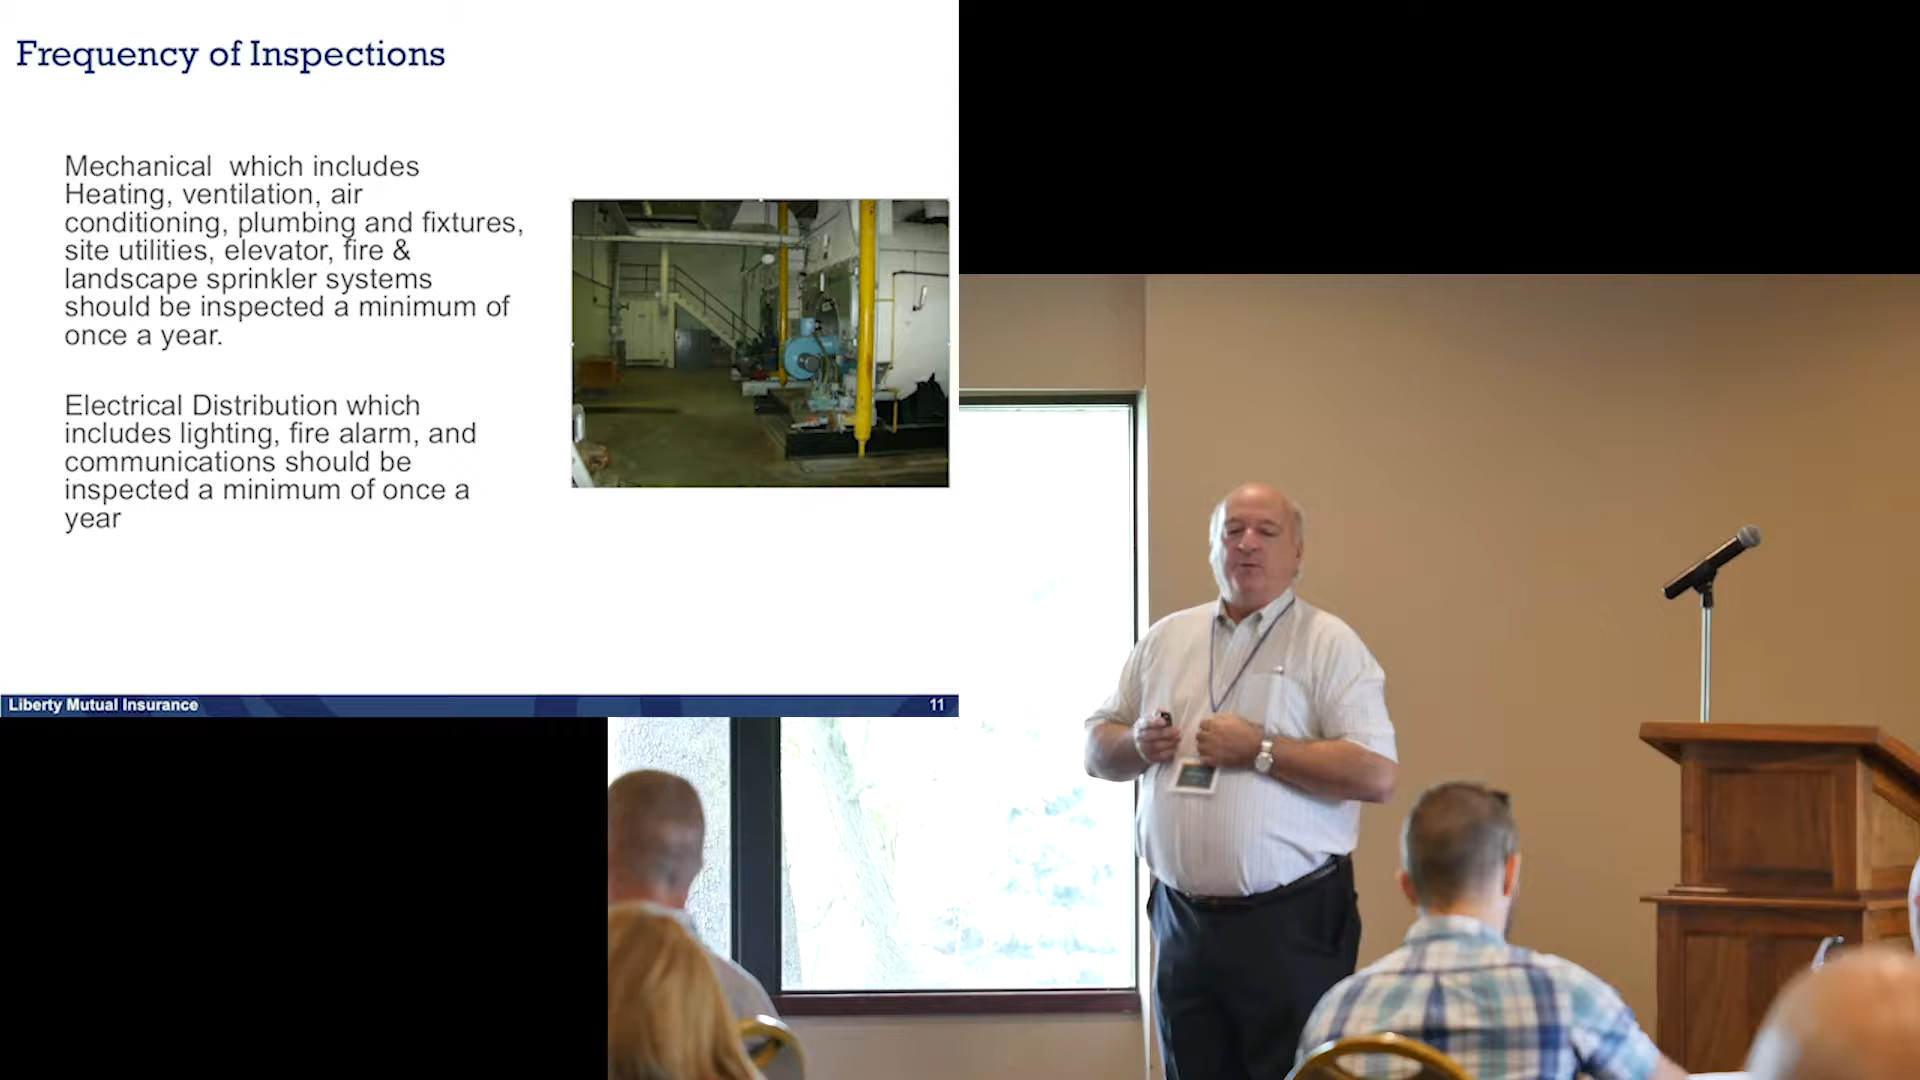 Frequency of Inspections
Mechanical  which includes
Heating, ventilation, air
conditioning, plumbing and fixtures,
site utilities, elevator, fire &
landscape sprinkler systems
should be inspected a minimum of
once a year.
Electrical Distribution which
includes lighting, fire alarm, and
communications should be
inspected a minimum of once a
year
Liberty Mutual Insurance
11